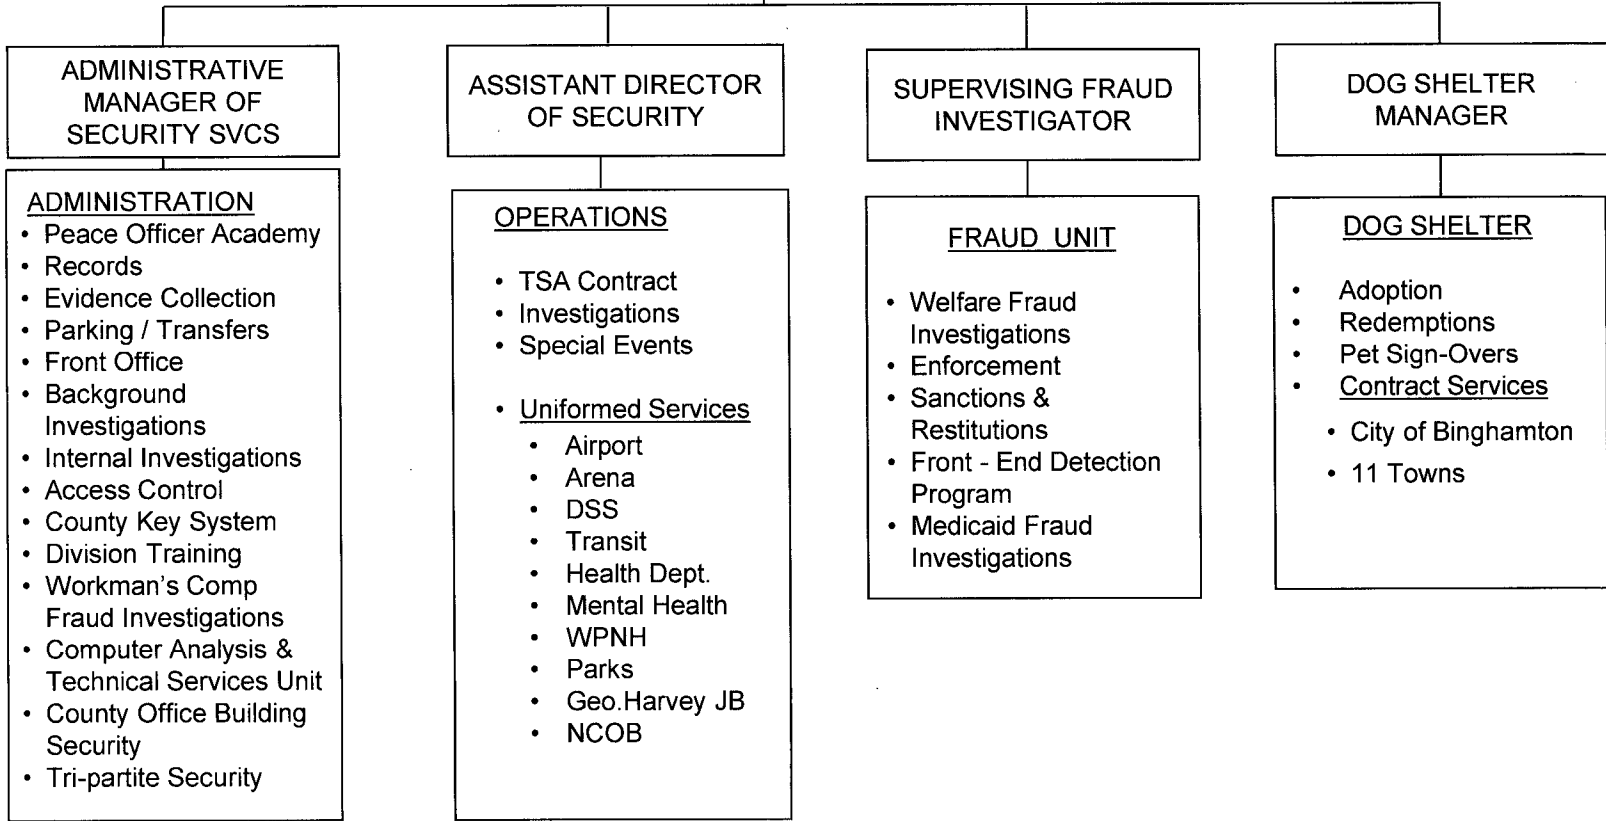 ADMINISTRATIVE
MANAGER OF
SECURITY SVCS
ADMINISTRATION
• Peace Officer Academy
• Records
• Evidence Collection
• Parking / Transfers
• Front Office
• Background
Investigations
• Internal Investigations
• Access Control
• County Key System
• Division Training
• Workman's Comp
Fraud Investigations
• Computer Analysis &
Technical Services Unit
• County Office Building
Security
• Tri-partite Security
ASSISTANT DIRECTOR
OF SECURITY
OPERATIONS
• TSA Contract
• Investigations
• Special Events
• Uniformed Services
• Airport
• Arena
• DSS
• Transit
• Health Dept.
• Mental Health
• WPNH
• Parks
• Geo.Harvey JB
• NCOB
SUPERVISING FRAUD
INVESTIGATOR
FRAUD UNIT
• Welfare Fraud
Investigations
• Enforcement
• Sanctions &
Restitutions
• Front - End Detection
Program
• Medicaid Fraud
Investigations
DOG SHELTER
MANAGER
DOG SHELTER
• Adoption
• Redemptions
• Pet Sign-Overs
• Contract Services
• City of Binghamton
• 11 Towns